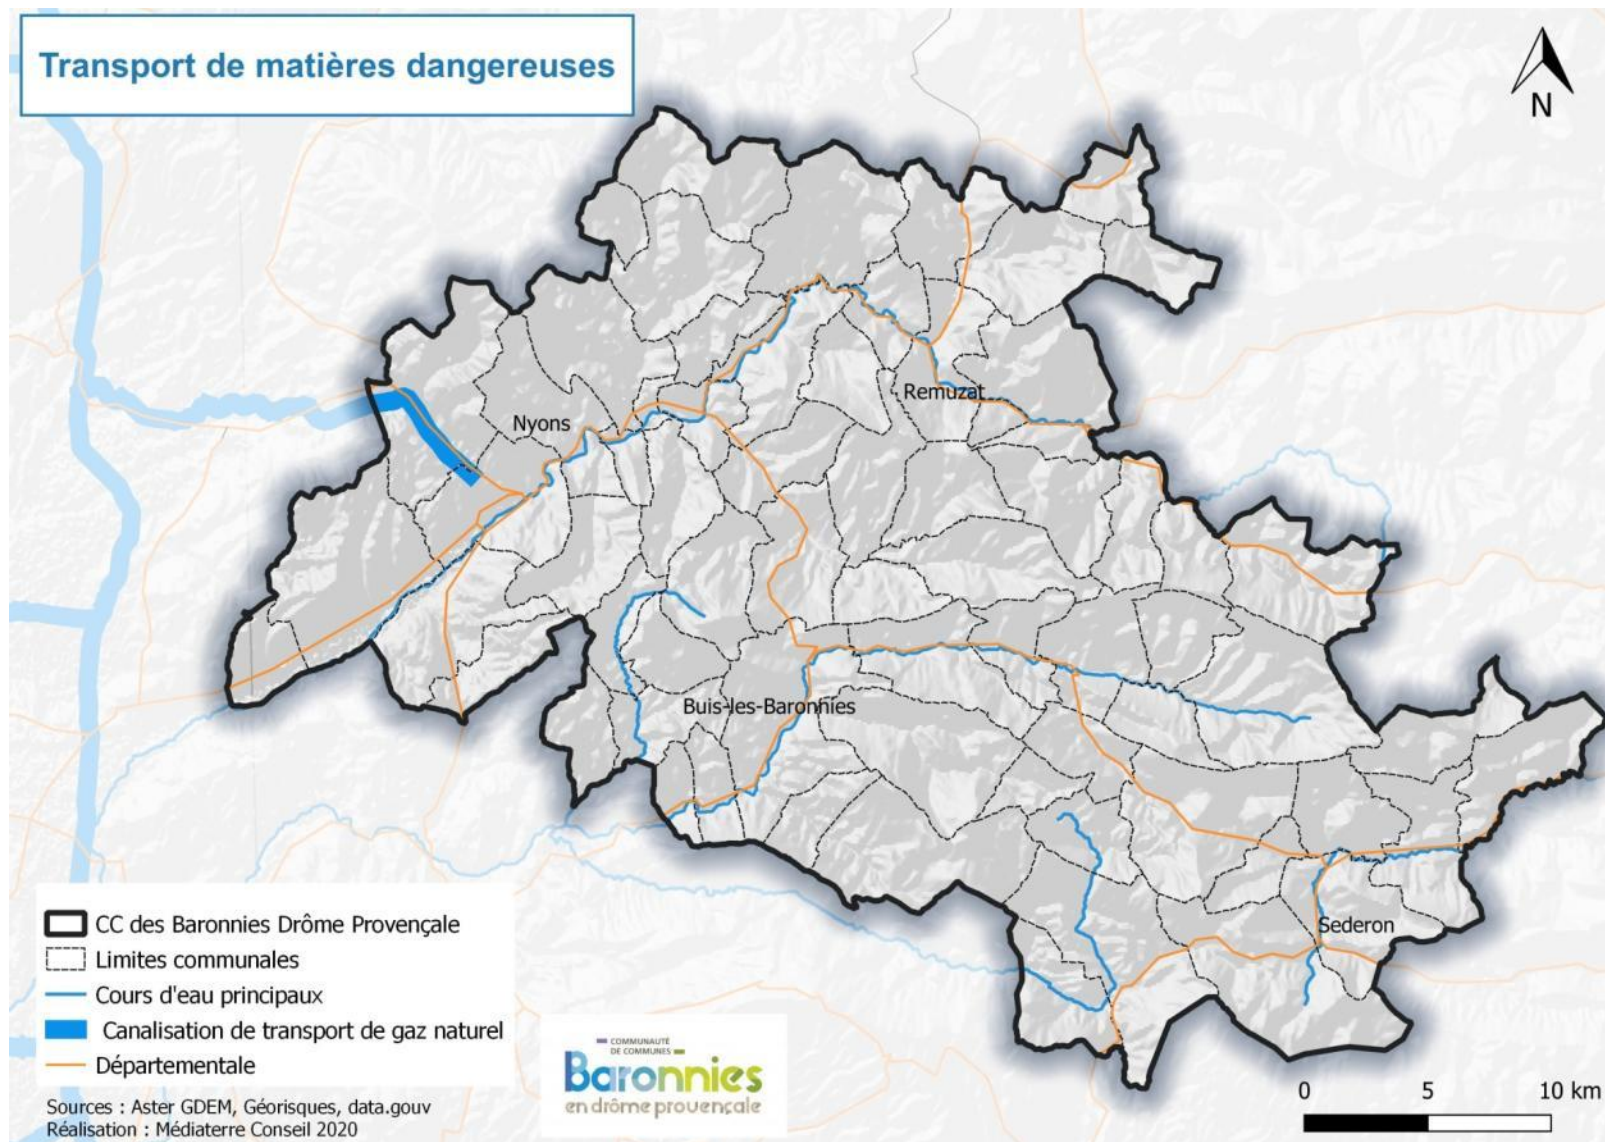 Transport de matières dangereuses
N
Nyons
Remuzat
Buis-les-Baronnies
Sederon
CC des Baronnies Drôme Provençale
Limites communales
Cours d'eau principaux
Canalisation de transport de gaz naturel
Départementale
Sources : Aster GDEM, Géorisques, data.gouv
Réalisation : Médiaterre Conseil 2020
COMMUNAUTÉ
DE COMMUNES
Baronnies
en drôme provençale
0 5 10 km